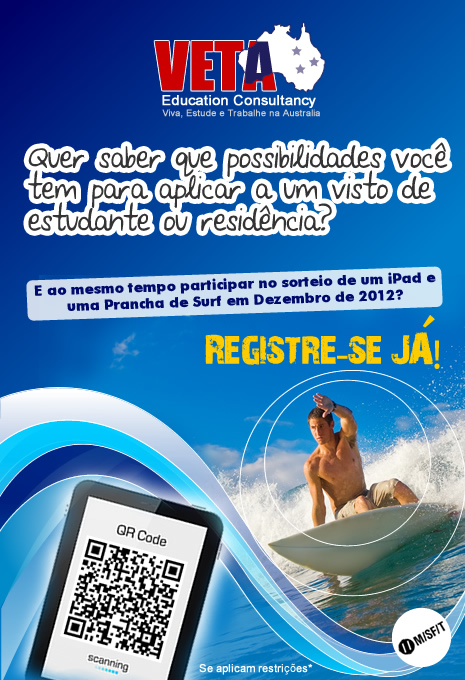 VETA
Education Consultancy
Viva, Estude e Trabalhe na Australia
Quer saber que possibilidades você
tem para aplicar a um visto de
estudante ou residência?
E ao mesmo tempo participar no sorteio de um iPad e
uma Prancha de Surf em Dezembro de 2012?
REGISTRE-SE JÁ!
QR Code
scanning
MISFIT
Se aplicam restrições*